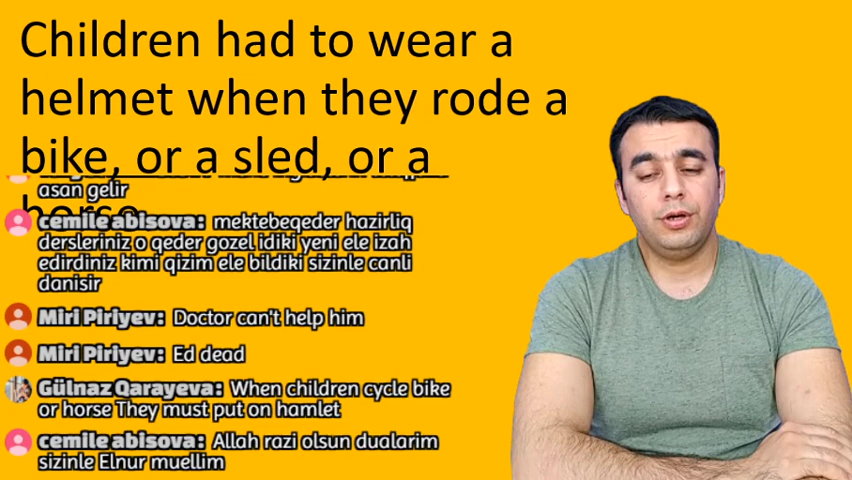 Children had to wear a
helmet when they rode a
bike, or a sled, or a
horse
asan gelir
cemile abisova: mektebeqeder hazirliq
dersleriniz o qeder gozel idiki yeni ele izah
edirdiniz kimi qizim ele bildiki sizinle canli
danisir
Miri Piriyev: Doctor can't help him
Miri Piriyev: Ed dead
Gülnaz Qarayeva: When children cycle bike
or horse They must put on hamlet
cemile abisova: Allah razi olsun dualarim
sizinle Elnur muellim